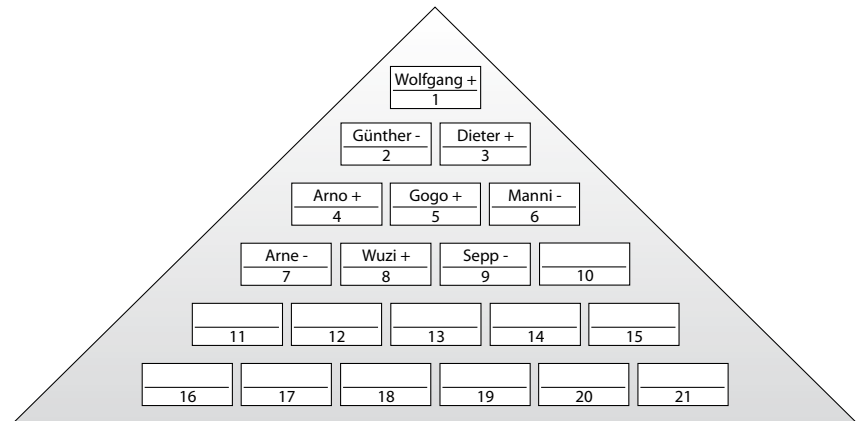 Wolfgang +
1
Günther - Dieter +
2 3
Arno + Gogo + Manni -
4 5 6
Arne - Wuzi + Sepp -
7 8 9 10
11 12 13 14 15
16 17 18 19 20 21